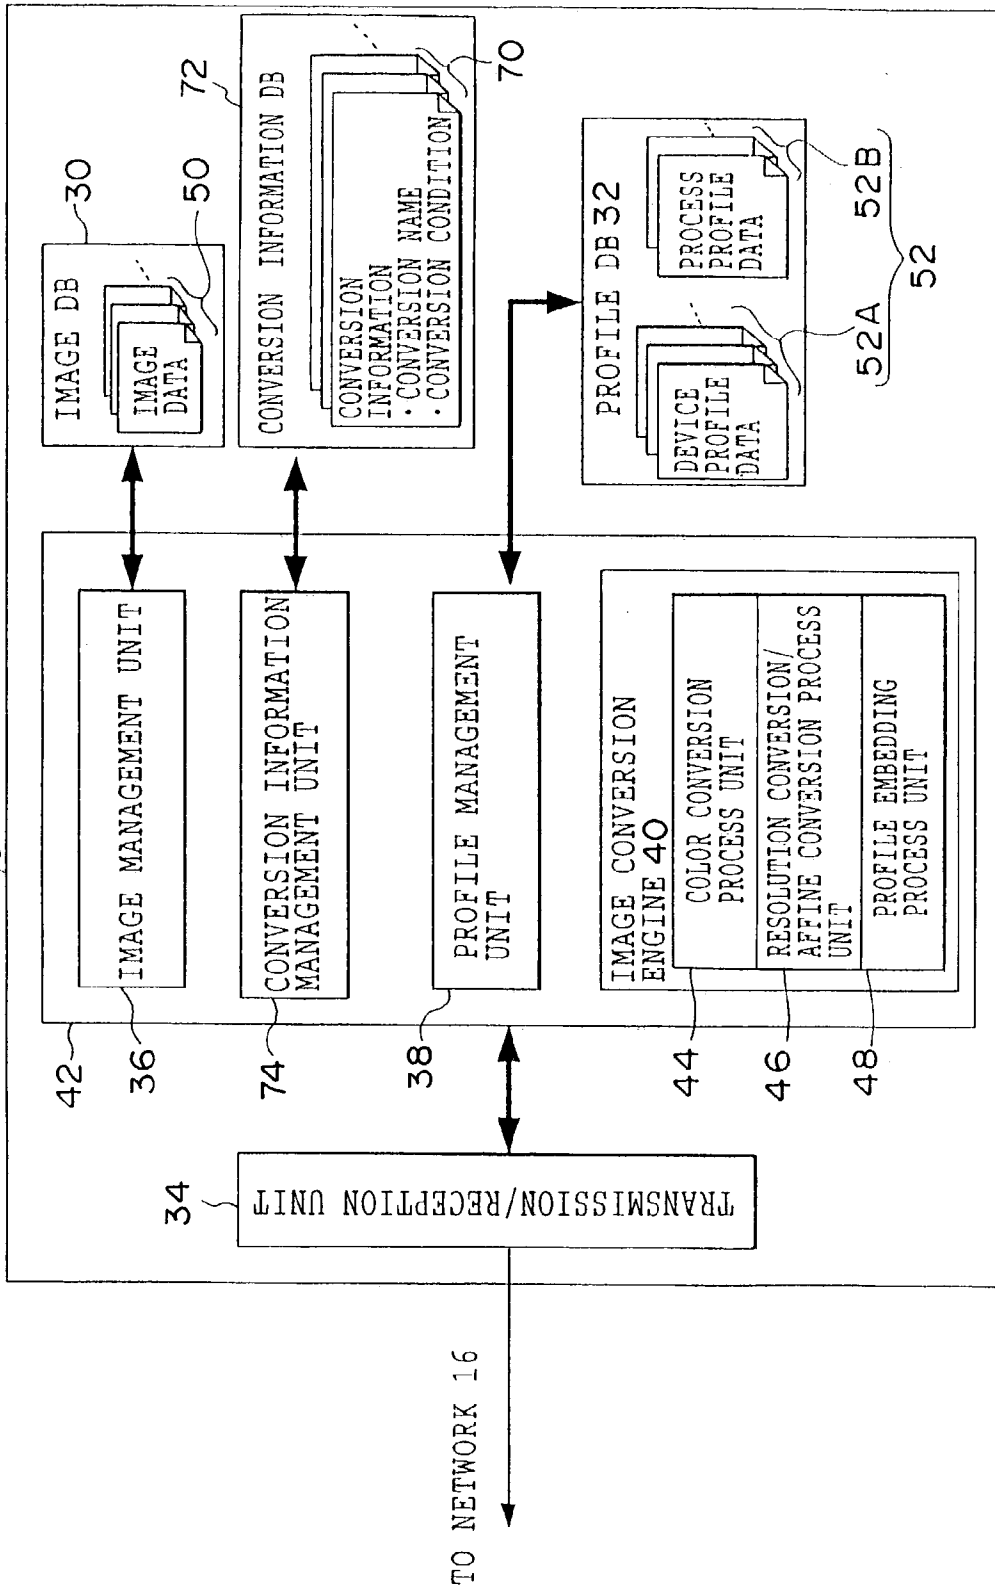 IMAGE DB
30
IMAGE
DATA
50
72
CONVERSION INFORMATION DB
CONVERSION
INFORMATION
· CONVERSION NAME
· CONVERSION CONDITION
70
PROFILE DB32
DEVICE
PROFILE
DATA
PROCESS
PROFILE
DATA
52A
52B
52
42
36
IMAGE MANAGEMENT UNIT
74
CONVERSION INFORMATION
MANAGEMENT UNIT
38
PROFILE MANAGEMENT
UNIT
IMAGE CONVERSION
ENGINE 40
44
COLOR CONVERSION
PROCESS UNIT
46
RESOLUTION CONVERSION/
AFFINE CONVERSION PROCESS
UNIT
48
PROFILE EMBEDDING
PROCESS UNIT
34
TRANSMISSION/RECEPTION UNIT
TO NETWORK 16